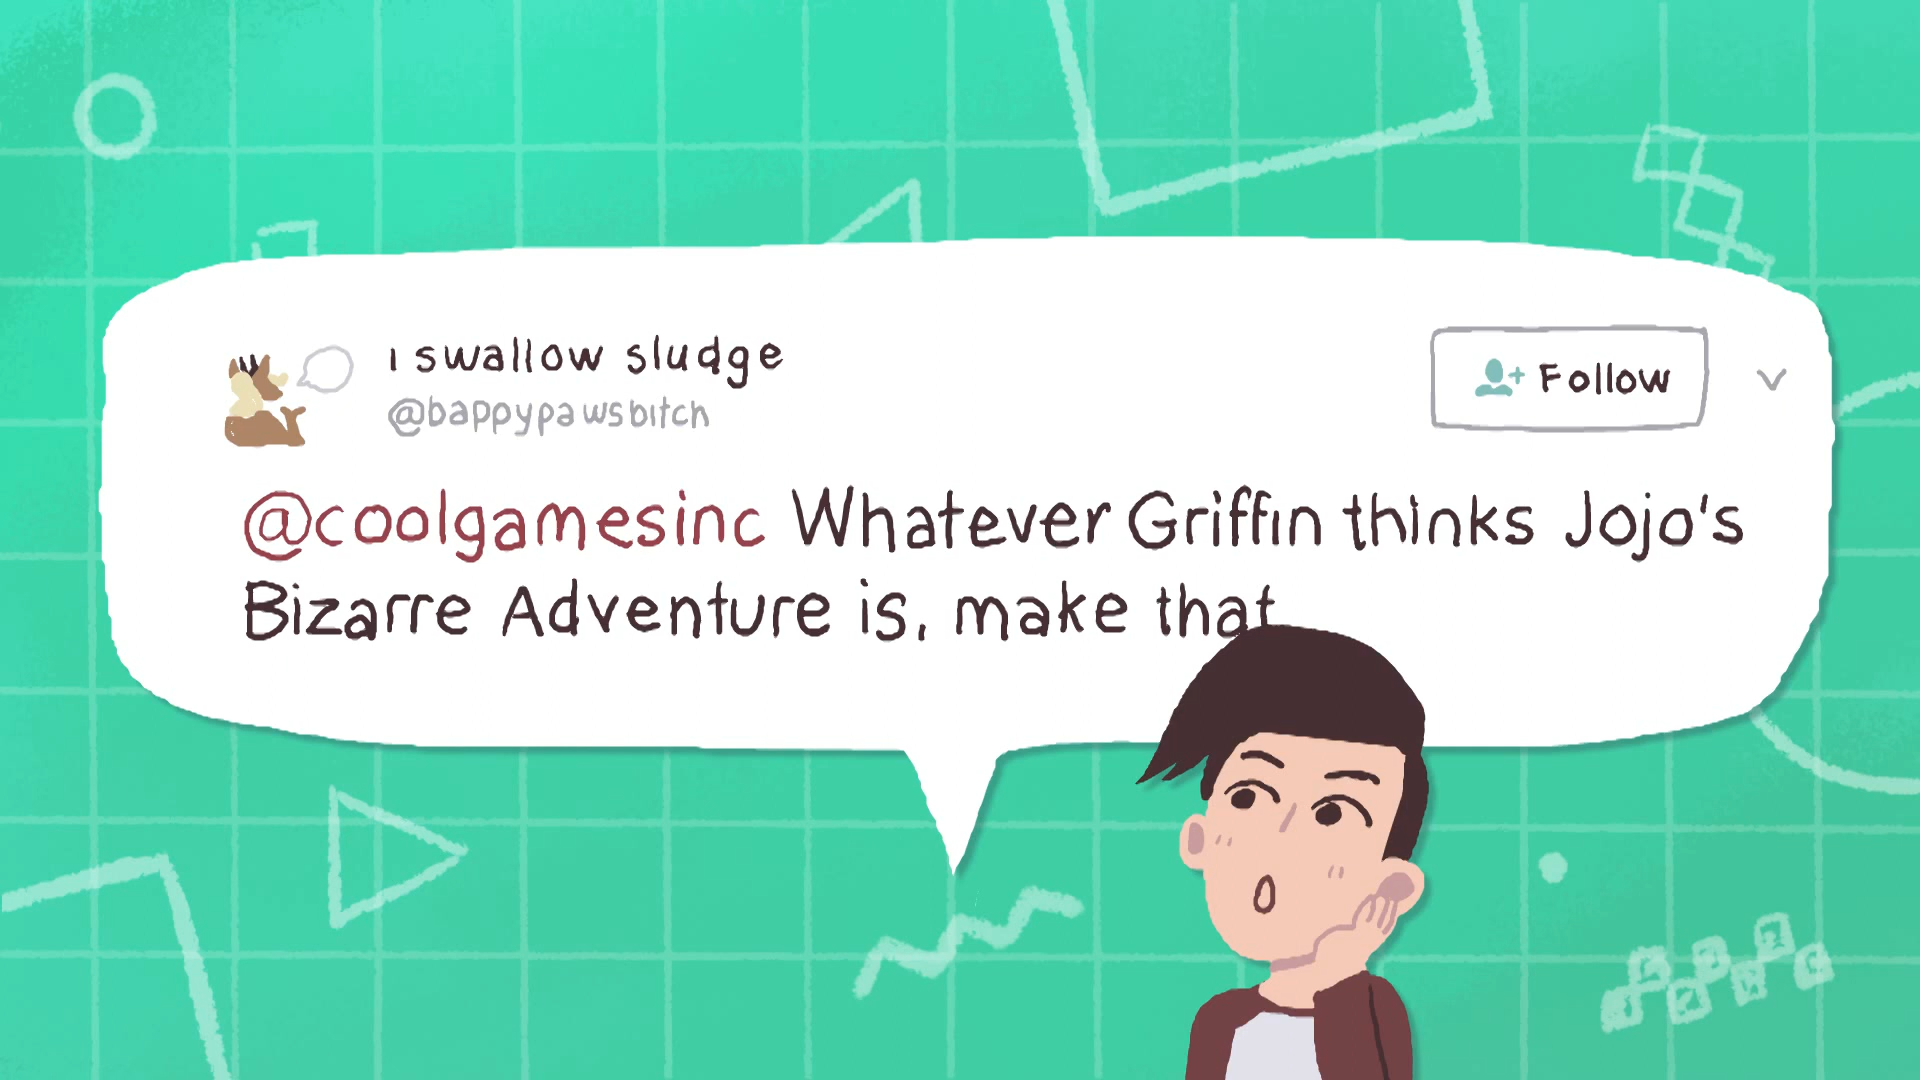 i swallow sludge
@bappypawsbitch
Follow
@coolgamesinc Whatever Griffin thinks Jojo's
Bizarre Adventure is, make that